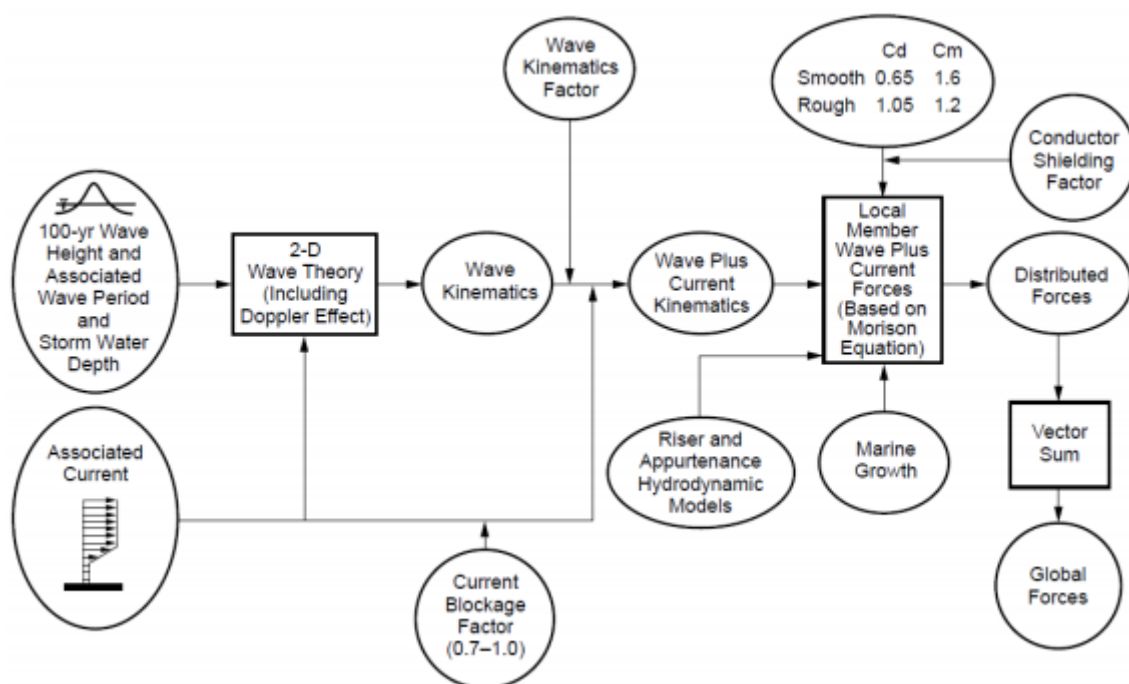 Wave
Kinematics
Factor
Cd Cm
Smooth 0.65 1.6
Rough 1.05 1.2
Conductor
Shielding
Factor
100-yr Wave
Height and
Associated
Wave Period
and
Storm Water
Depth
2-D
Wave Theory
(Including
Doppler Effect)
Wave
Kinematics
Wave Plus
Current
Kinematics
Local
Member
Wave Plus
Current
Forces
(Based on
Morison
Equation)
Distributed
Forces
Associated
Current
Current
Blockage
Factor
(0.7–1.0)
Riser and
Appurtenance
Hydrodynamic
Models
Marine
Growth
Vector
Sum
Global
Forces